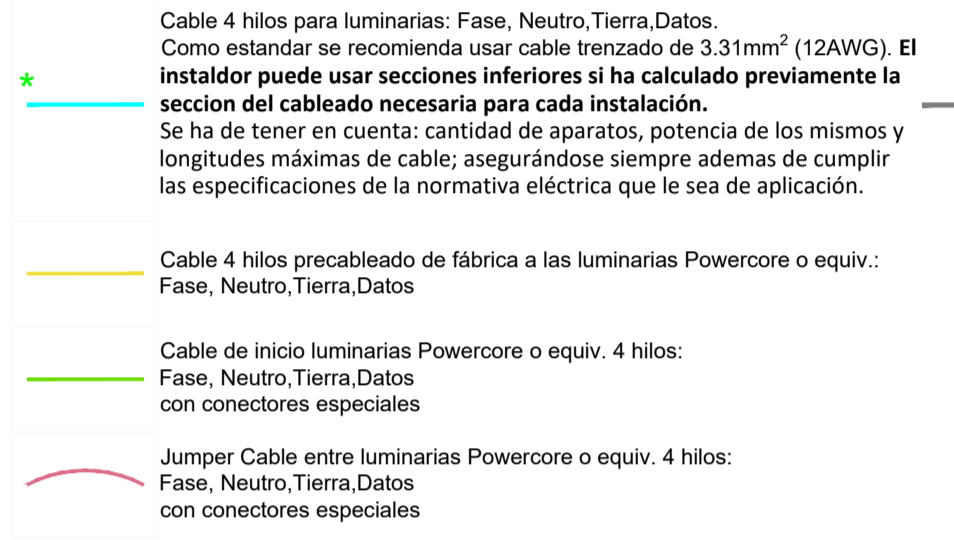 Cable 4 hilos para luminarias: Fase, Neutro,Tierra,Datos.
Como estandar se recomienda usar cable trenzado de 3.31mm² (12AWG). El
instaldor puede usar secciones inferiores si ha calculado previamente la
seccion del cableado necesaria para cada instalación.
Se ha de tener en cuenta: cantidad de aparatos, potencia de los mismos y
longitudes máximas de cable; asegurándose siempre ademas de cumplir
las especificaciones de la normativa eléctrica que le sea de aplicación.
*
Cable 4 hilos precableado de fábrica a las luminarias Powercore o equiv.:
Fase, Neutro,Tierra,Datos
Cable de inicio luminarias Powercore o equiv. 4 hilos:
Fase, Neutro,Tierra,Datos
con conectores especiales
Jumper Cable entre luminarias Powercore o equiv. 4 hilos:
Fase, Neutro,Tierra,Datos
con conectores especiales